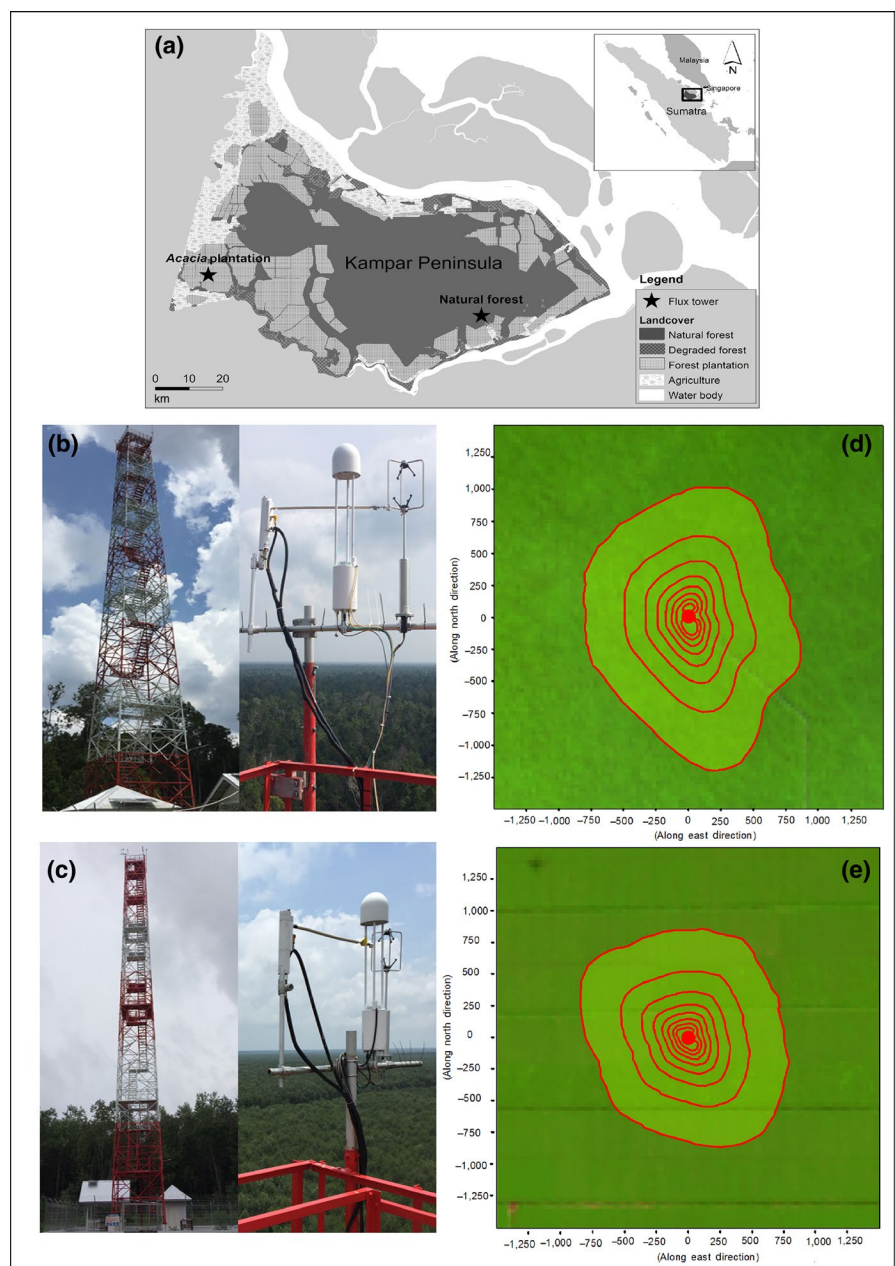 (a)
Malaysia
N
Singapore
Sumatra
Acacia plantation
Kampar Peninsula
Natural forest
Legend
Flux tower
Landcover
Natural forest
Degraded forest
Forest plantation
Agriculture
Water body
0 10 20
km
(b)
(d)
1,250
1,000
750
500
250
0
−250
−500
−750
−1,000
−1,250
(Along north direction)
−1,250 −1,000 −750 −500 −250 0 250 500 750 1,000 1,250
(Along east direction)
(c)
(e)
1,250
1,000
750
500
250
0
−250
−500
−750
−1,000
−1,250
(Along north direction)
−1,250 −1,000 −750 −500 −250 0 250 500 750 1,000 1,250
(Along east direction)